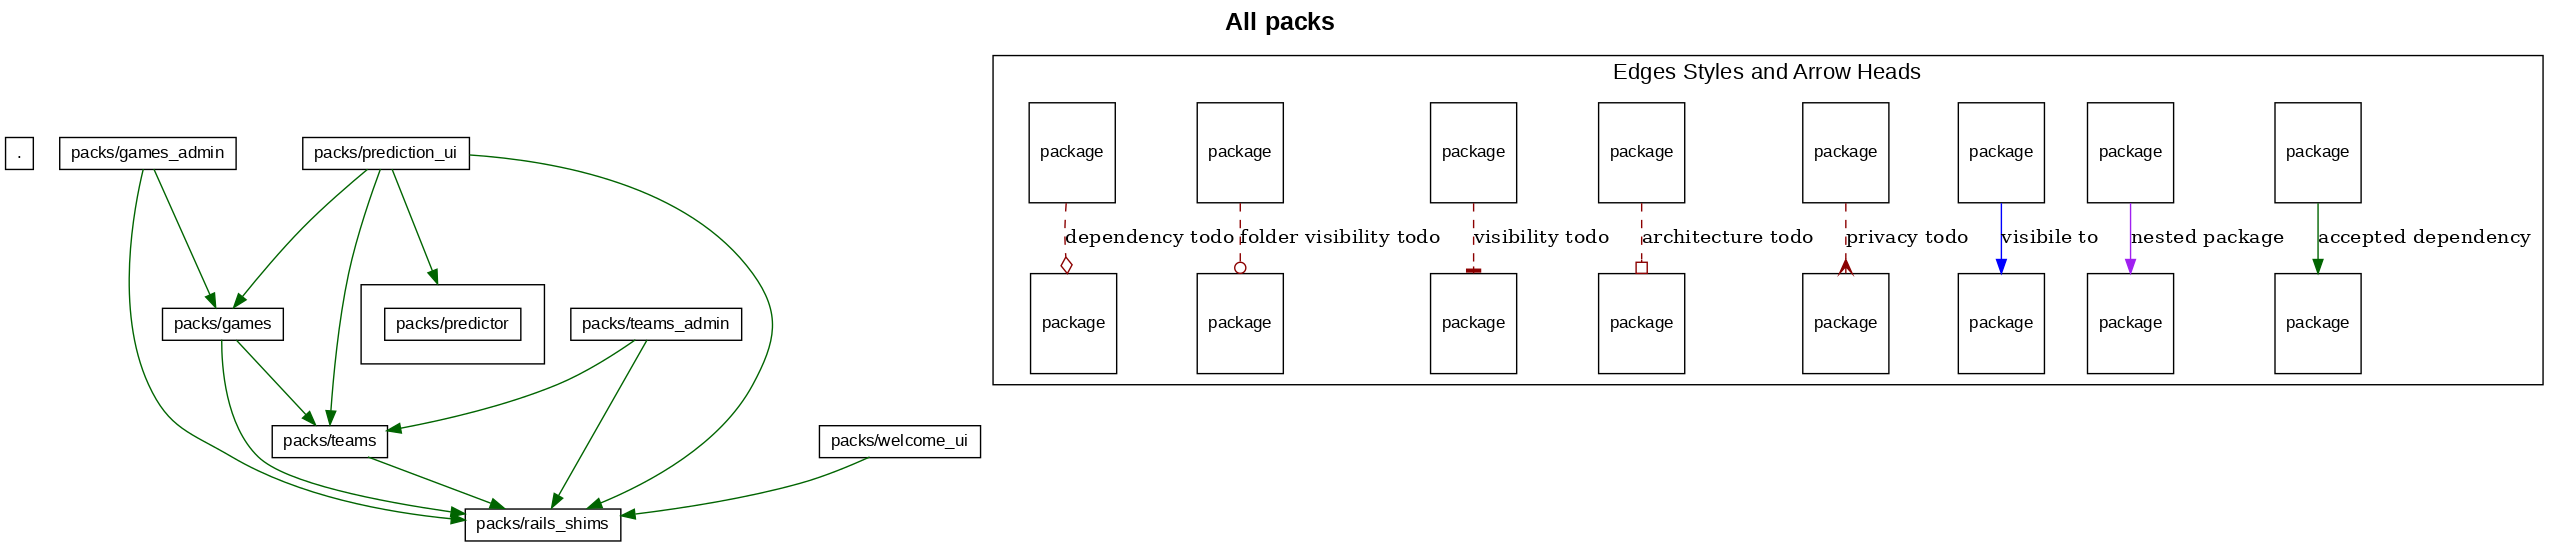 All packs
Edges Styles and Arrow Heads
.
packs/games_admin
packs/prediction_ui
package
package
package
package
package
package
package
package
dependency todo
folder visibility todo
visibility todo
architecture todo
privacy todo
visibile to
nested package
accepted dependency
packs/games
packs/predictor
packs/teams_admin
package
package
package
package
package
package
package
package
packs/teams
packs/welcome_ui
packs/rails_shims